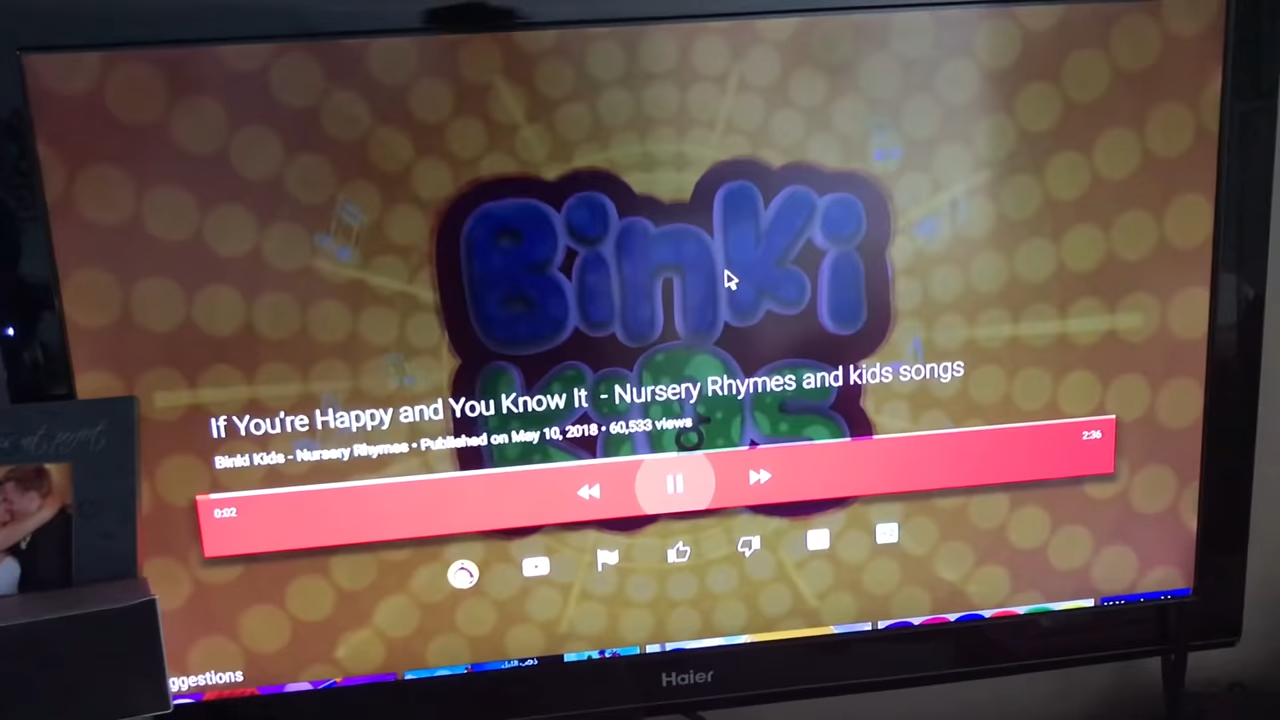 Binki
Kids
If You're Happy and You Know It - Nursery Rhymes and kids songs
Binki Kids - Nursery Rhymes • Published on May 10, 2018 • 60,533 views
0:02
2:36
ggestions
Haier